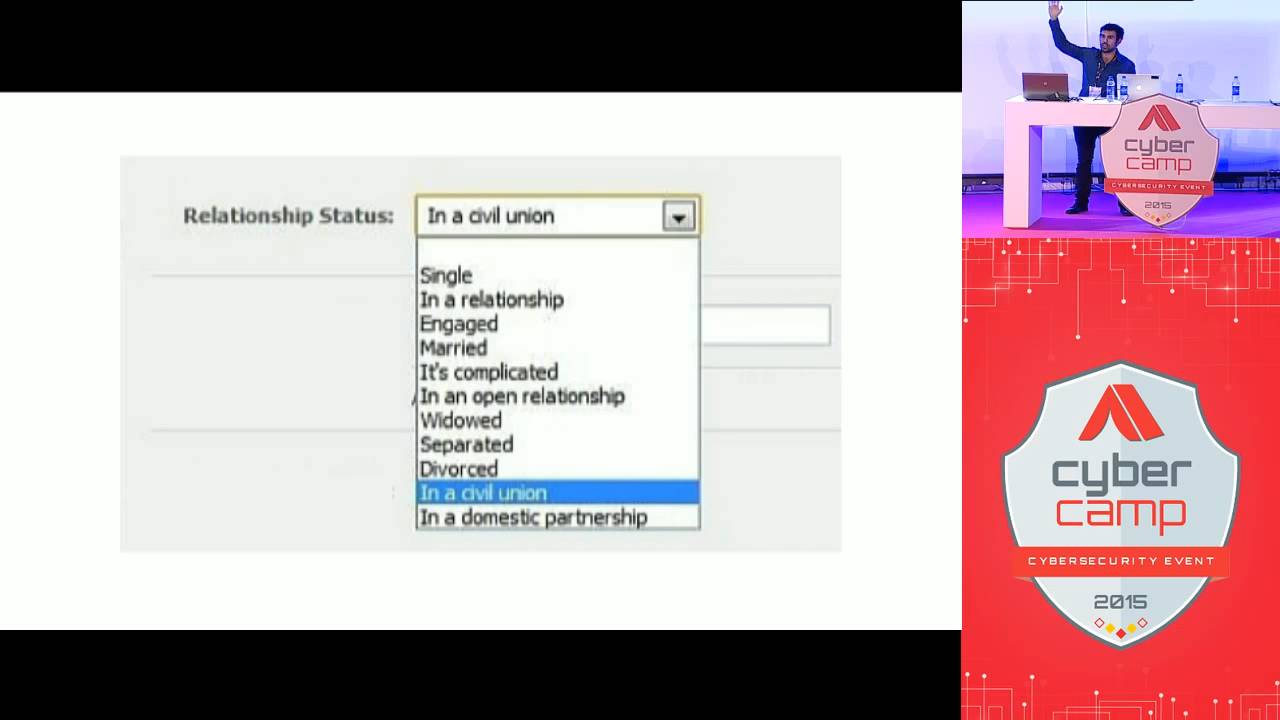 Relationship Status:
In a civil union
Single
In a relationship
Engaged
Married
It's complicated
In an open relationship
Widowed
Separated
Divorced
In a civil union
In a domestic partnership
cyber
camp
CYBERSECURITY EVENT
2015
cyber
camp
CYBERSECURITY EVENT
2015